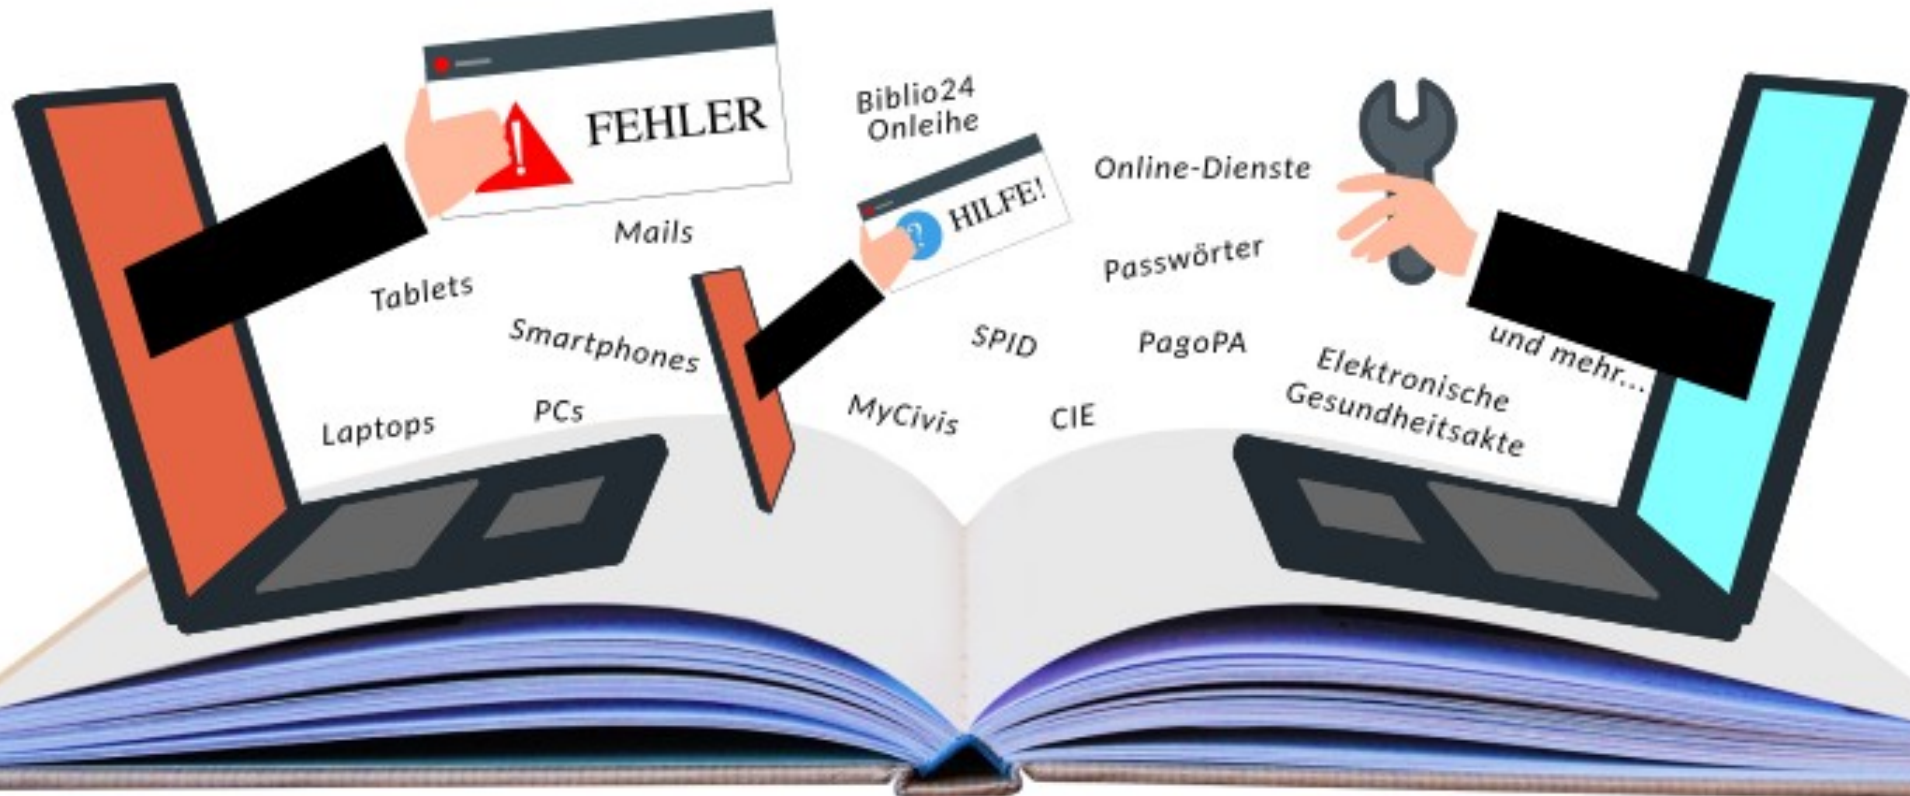 FEHLER
Biblio24
Onleihe
HILFE!
Online-Dienste
Mails
Passwörter
Tablets
Smartphones
SPID
PagoPA
und mehr...
Elektronische
Gesundheitsakte
Laptops
PCs
MyCivis
CIE